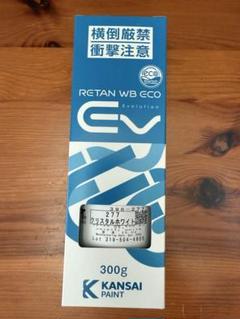 横倒厳禁
衝撃注意
eco
RETAN WB ECO
EV
Evolution
277
クリスタルホワイト
300g
KANSAI
PAINT